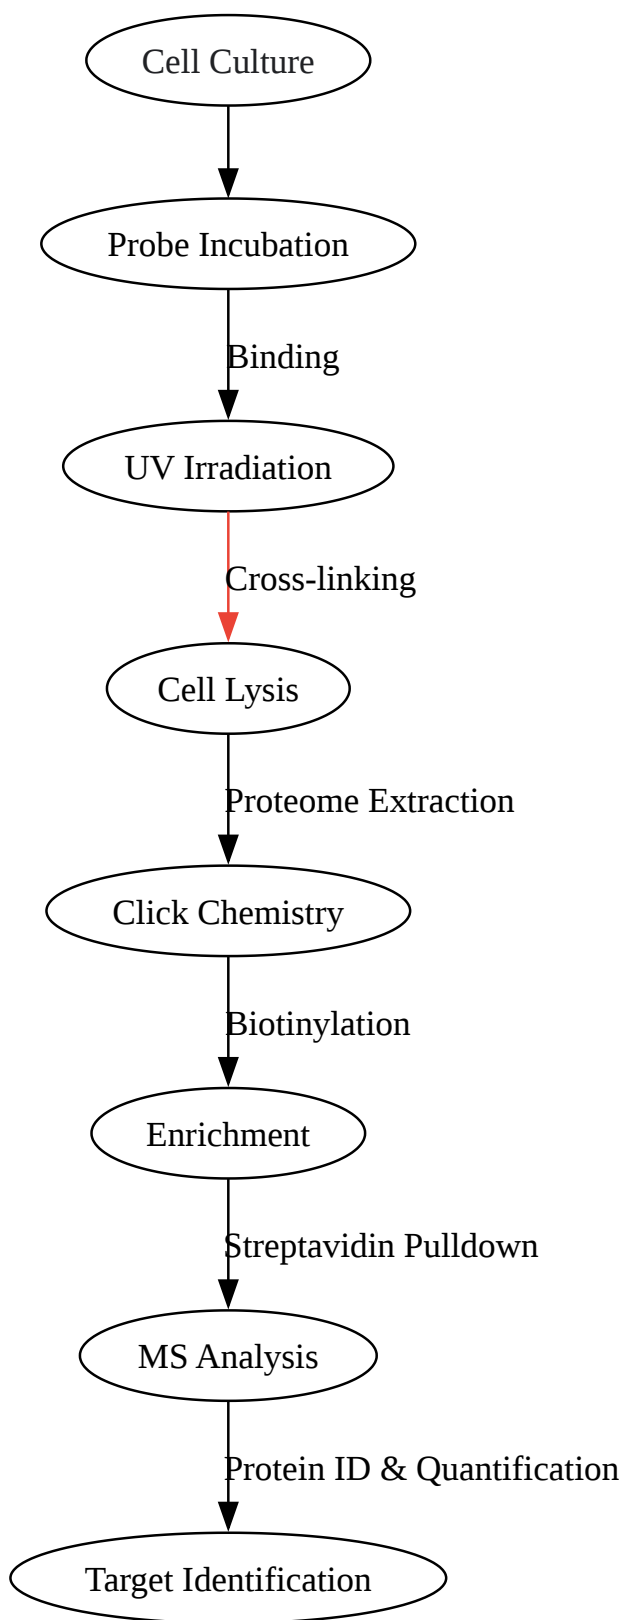 Cell Culture
Probe Incubation
Binding
UV Irradiation
Cross-linking
Cell Lysis
Proteome Extraction
Click Chemistry
Biotinylation
Enrichment
Streptavidin Pulldown
MS Analysis
Protein ID & Quantification
Target Identification